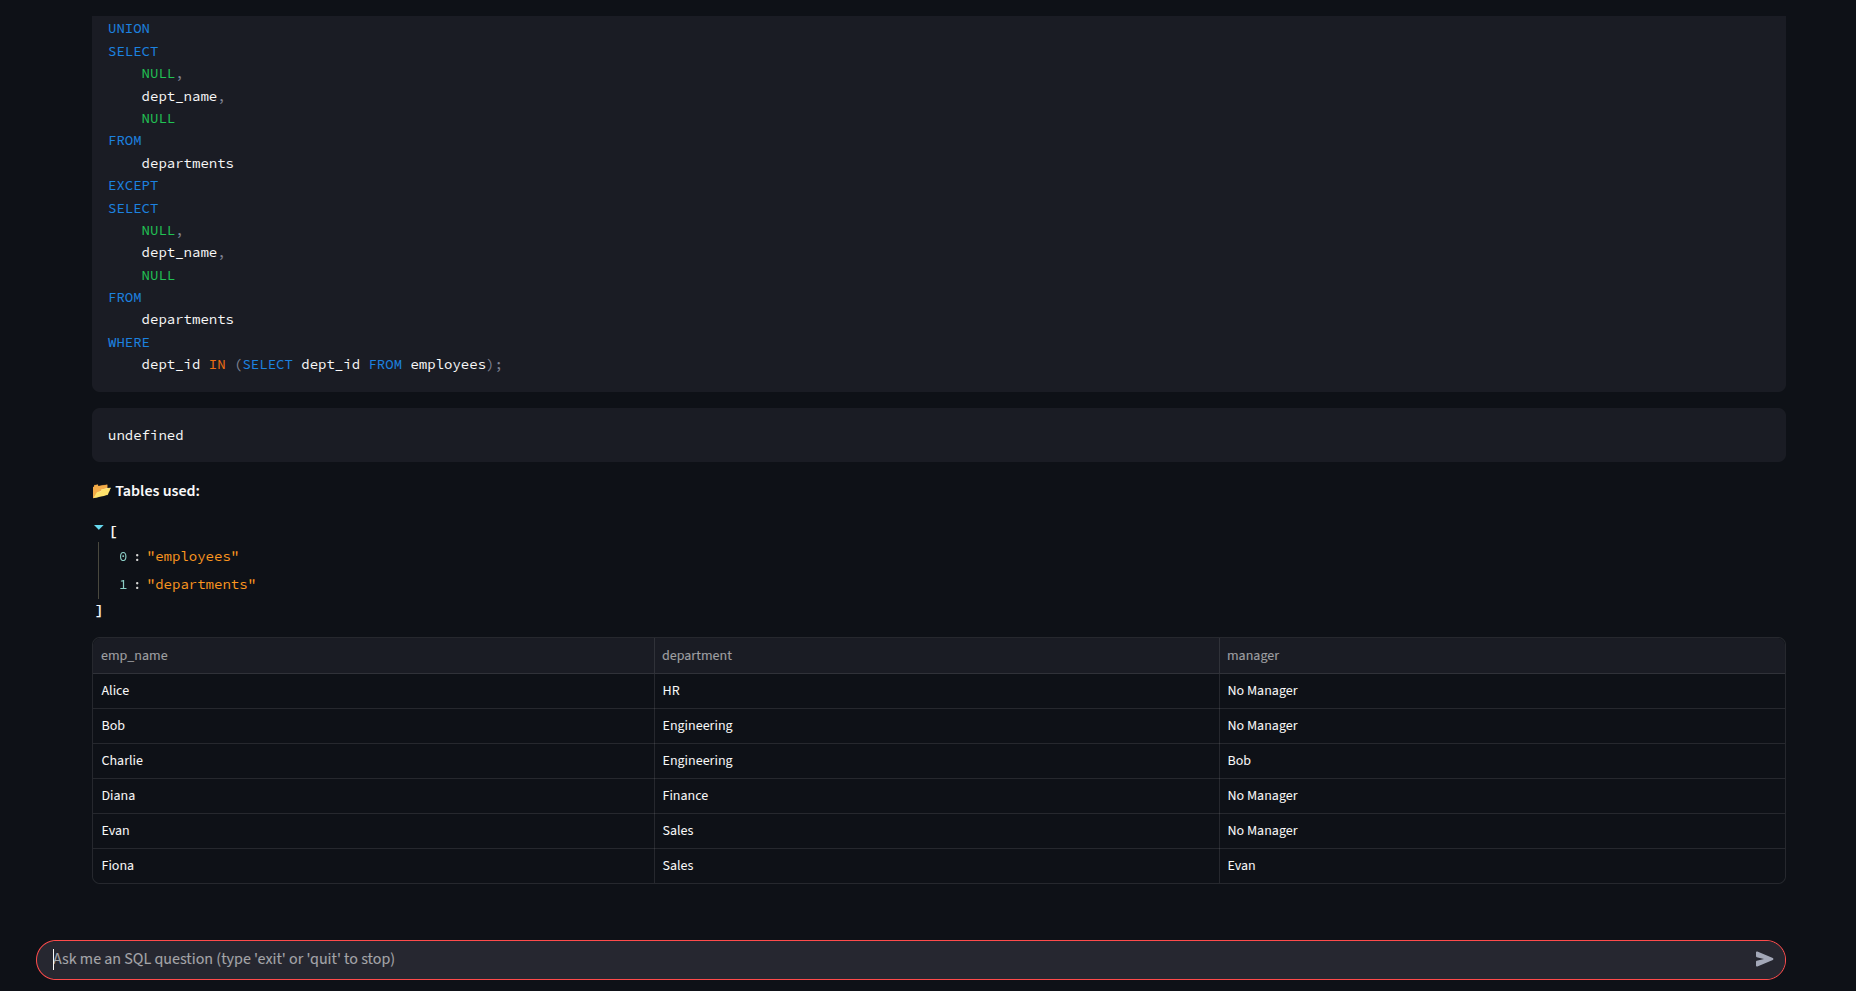 UNION
SELECT
    NULL,
    dept_name,
    NULL
FROM
    departments
EXCEPT
SELECT
    NULL,
    dept_name,
    NULL
FROM
    departments
WHERE
    dept_id IN (SELECT dept_id FROM employees);
undefined
📂 Tables used:
[
0 : "employees"
1 : "departments"
]
emp_name department manager
Alice HR No Manager
Bob Engineering No Manager
Charlie Engineering Bob
Diana Finance No Manager
Evan Sales No Manager
Fiona Sales Evan
Ask me an SQL question (type 'exit' or 'quit' to stop)